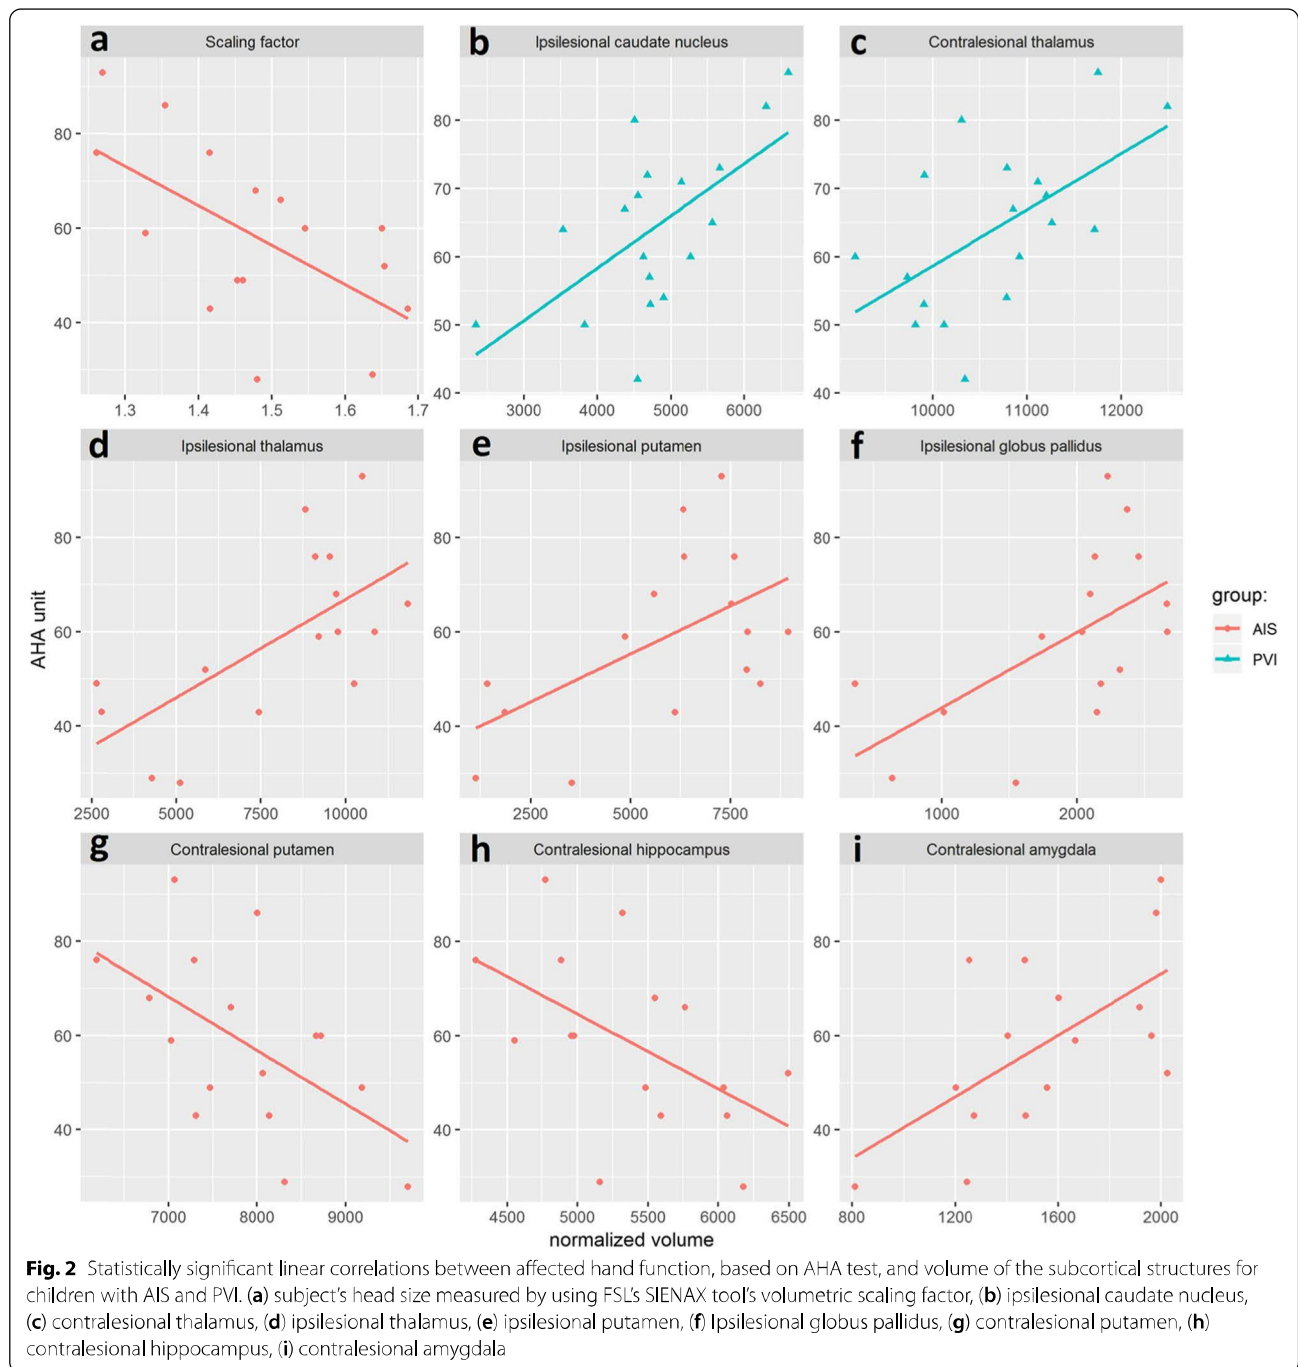 a Scaling factor
b Ipsilesional caudate nucleus
c Contralesional thalamus
80
60
40
1.3 1.4 1.5 1.6 1.7
80
70
60
50
40
3000 4000 5000 6000
80
70
60
50
40
10000 11000 12000
d Ipsilesional thalamus
e Ipsilesional putamen
f Ipsilesional globus pallidus
80
60
40
2500 5000 7500 10000
80
60
40
2500 5000 7500
80
60
40
1000 2000
AHA unit
group:
AIS
PVI
g Contralesional putamen
h Contralesional hippocampus
i Contralesional amygdala
80
60
40
7000 8000 9000
80
60
40
4500 5000 5500 6000 6500
80
60
40
800 1200 1600 2000
normalized volume
Fig. 2 Statistically significant linear correlations between affected hand function, based on AHA test, and volume of the subcortical structures for
children with AIS and PVI. (a) subject's head size measured by using FSL's SIENAX tool's volumetric scaling factor, (b) ipsilesional caudate nucleus,
(c) contralesional thalamus, (d) ipsilesional thalamus, (e) ipsilesional putamen, (f) Ipsilesional globus pallidus, (g) contralesional putamen, (h)
contralesional hippocampus, (i) contralesional amygdala